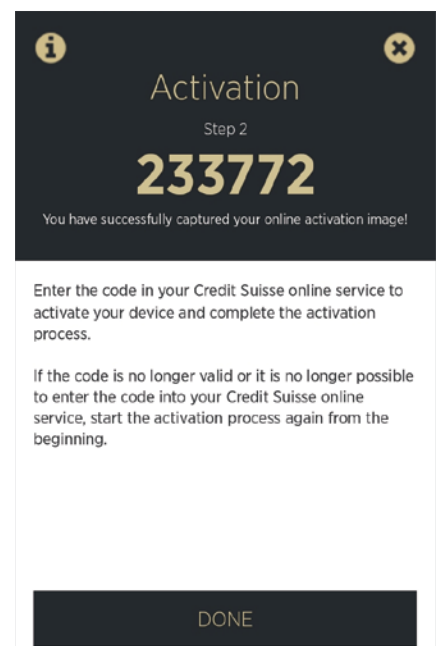 Activation
Step 2
233772
You have successfully captured your online activation image!
Enter the code in your Credit Suisse online service to
activate your device and complete the activation
process.
If the code is no longer valid or it is no longer possible
to enter the code into your Credit Suisse online
service, start the activation process again from the
beginning.
DONE